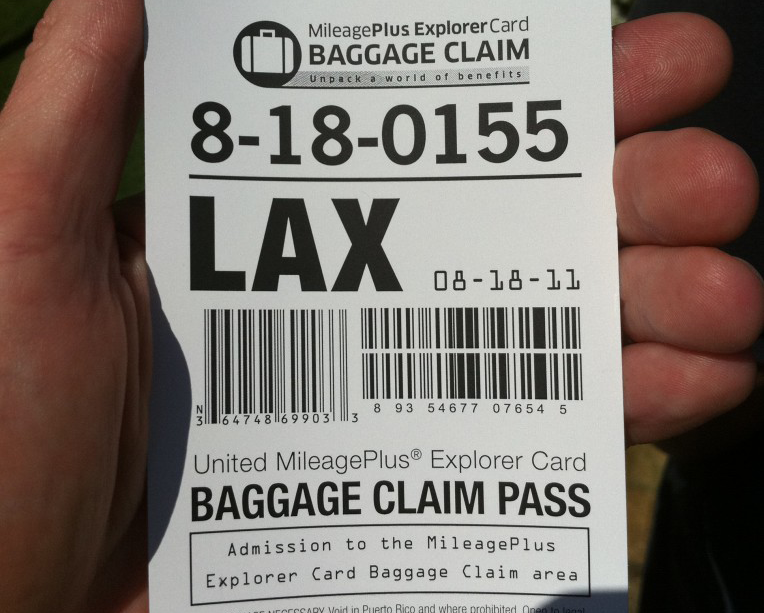 MileagePlus Explorer Card
BAGGAGE CLAIM
Unpack a world of benefits
8-18-0155
LAX
08-18-11
N
3 64748 69903 3
8 93 54677 07654 5
United MileagePlus® Explorer Card
BAGGAGE CLAIM PASS
Admission to the MileagePlus
Explorer Card Baggage Claim area
NECESSARY. Void in Puerto Rico and where prohibited. Open to legal